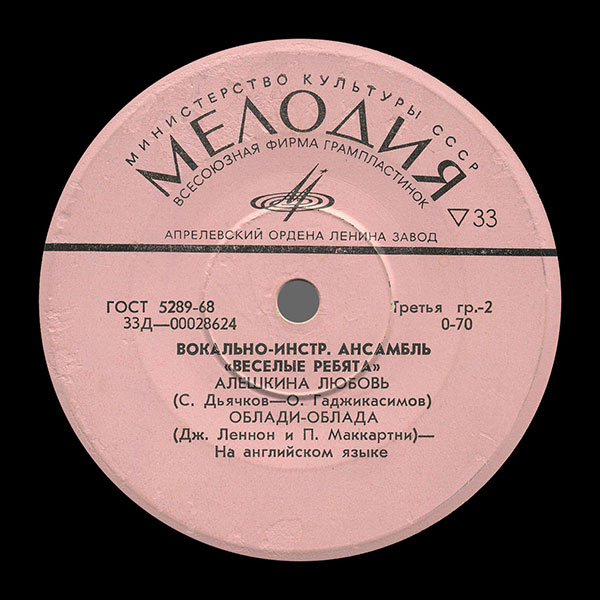 МИНИСТЕРСТВО КУЛЬТУРЫ СССР
МЕЛОДИЯ
ВСЕСОЮЗНАЯ ФИРМА ГРАМПЛАСТИНОК
▽33
АПРЕЛЕВСКИЙ ОРДЕНА ЛЕНИНА ЗАВОД
ГОСТ 5289-68
33Д—00028624
Третья гр.-2
0-70
ВОКАЛЬНО-ИНСТР. АНСАМБЛЬ
«ВЕСЕЛЫЕ РЕБЯТА»
АЛЕШКИНА ЛЮБОВЬ
(С. Дьячков—О. Гаджикасимов)
ОБЛАДИ-ОБЛАДА
(Дж. Леннон и П. Маккартни)—
На английском языке